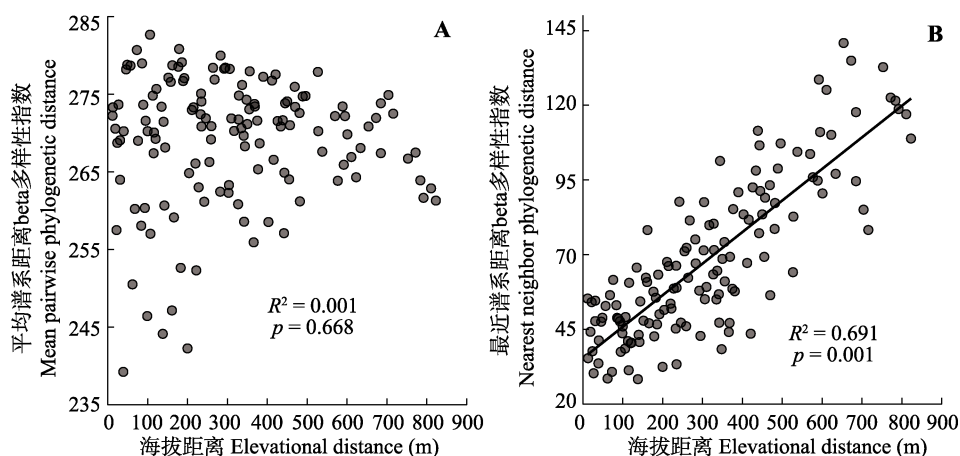 A
285
275
265
255
245
235
平均谱系距离beta多样性指数
Mean pairwise phylogenetic distance
R² = 0.001
p = 0.668
0 100 200 300 400 500 600 700 800 900
海拔距离 Elevational distance (m)
B
145
120
95
70
45
20
最近谱系距离beta多样性指数
Nearest neighbor phylogenetic distance
R² = 0.691
p = 0.001
0 100 200 300 400 500 600 700 800 900
海拔距离 Elevational distance (m)